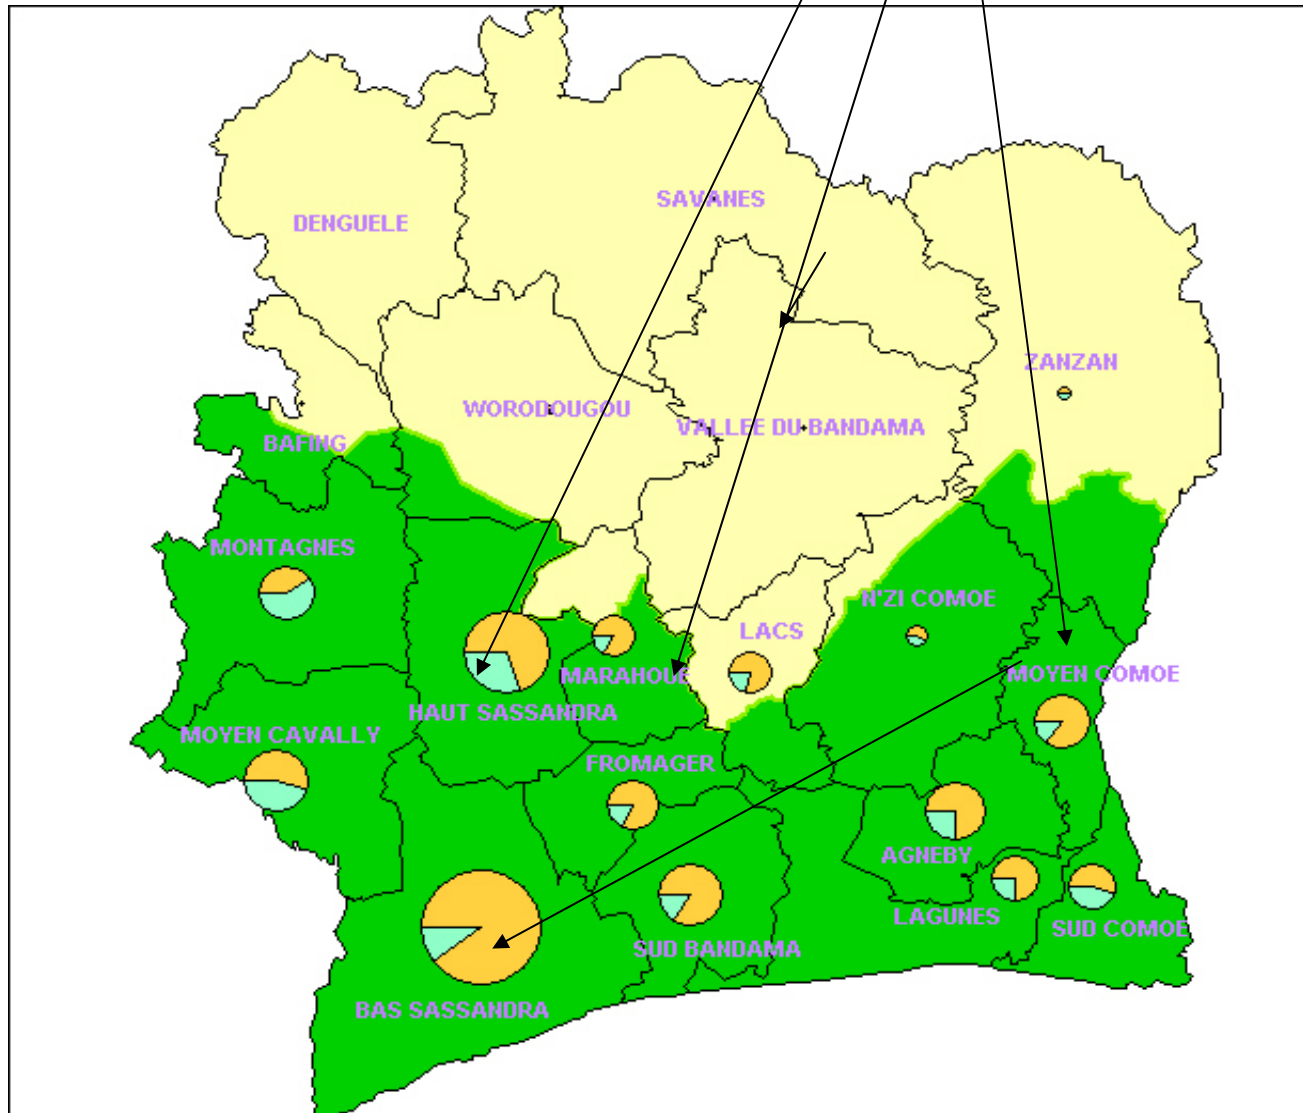 SAVANES
DENGUELE
ZANZAN
WORODOUGOU
VALLEE DU BANDAMA
BAFING
MONTAGNES
N'ZI COMOE
LACS
MARAHOUE
MOYEN COMOE
HAUT SASSANDRA
MOYEN CAVALLY
FROMAGER
AGNEBY
LAGUNES
SUD COMOE
SUD BANDAMA
BAS SASSANDRA